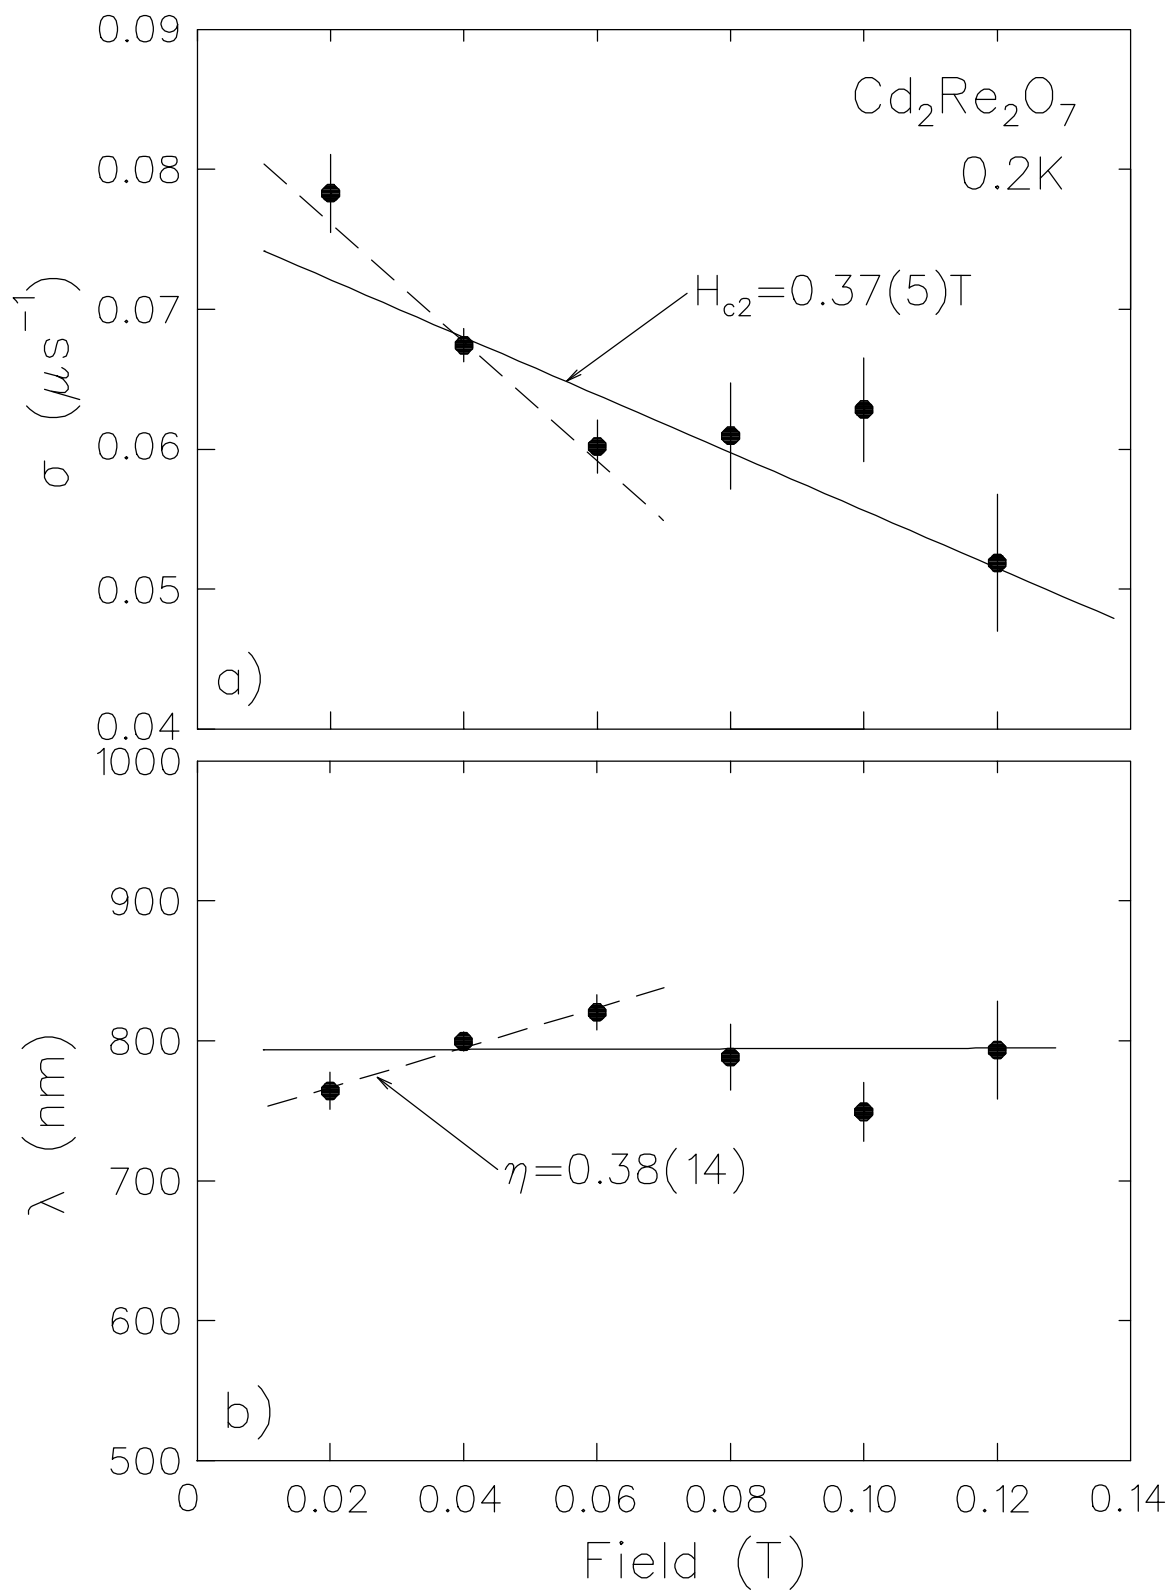 0.09
Cd₂Re₂O₇
0.08
0.2K
0.07
H_c2=0.37(5)T
σ (μs⁻¹)
0.06
0.05
a)
0.04
1000
900
800
λ (nm)
η=0.38(14)
700
600
b)
500
0 0.02 0.04 0.06 0.08 0.10 0.12 0.14
Field (T)